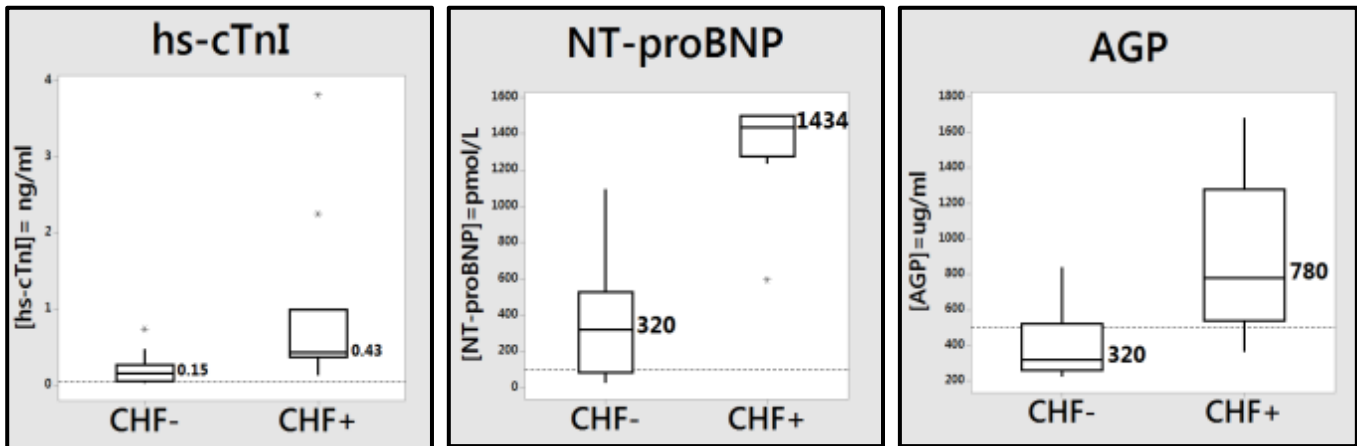 hs-cTnI
[hs-cTnI]= ng/ml
4
3
2
1
0
0.15
0.43
CHF-
CHF+
NT-proBNP
[NT-proBNP]=pmol/L
1600
1400
1200
1000
800
600
400
200
0
320
1434
CHF-
CHF+
AGP
[AGP]=ug/ml
1800
1600
1400
1200
1000
800
600
400
200
320
780
CHF-
CHF+